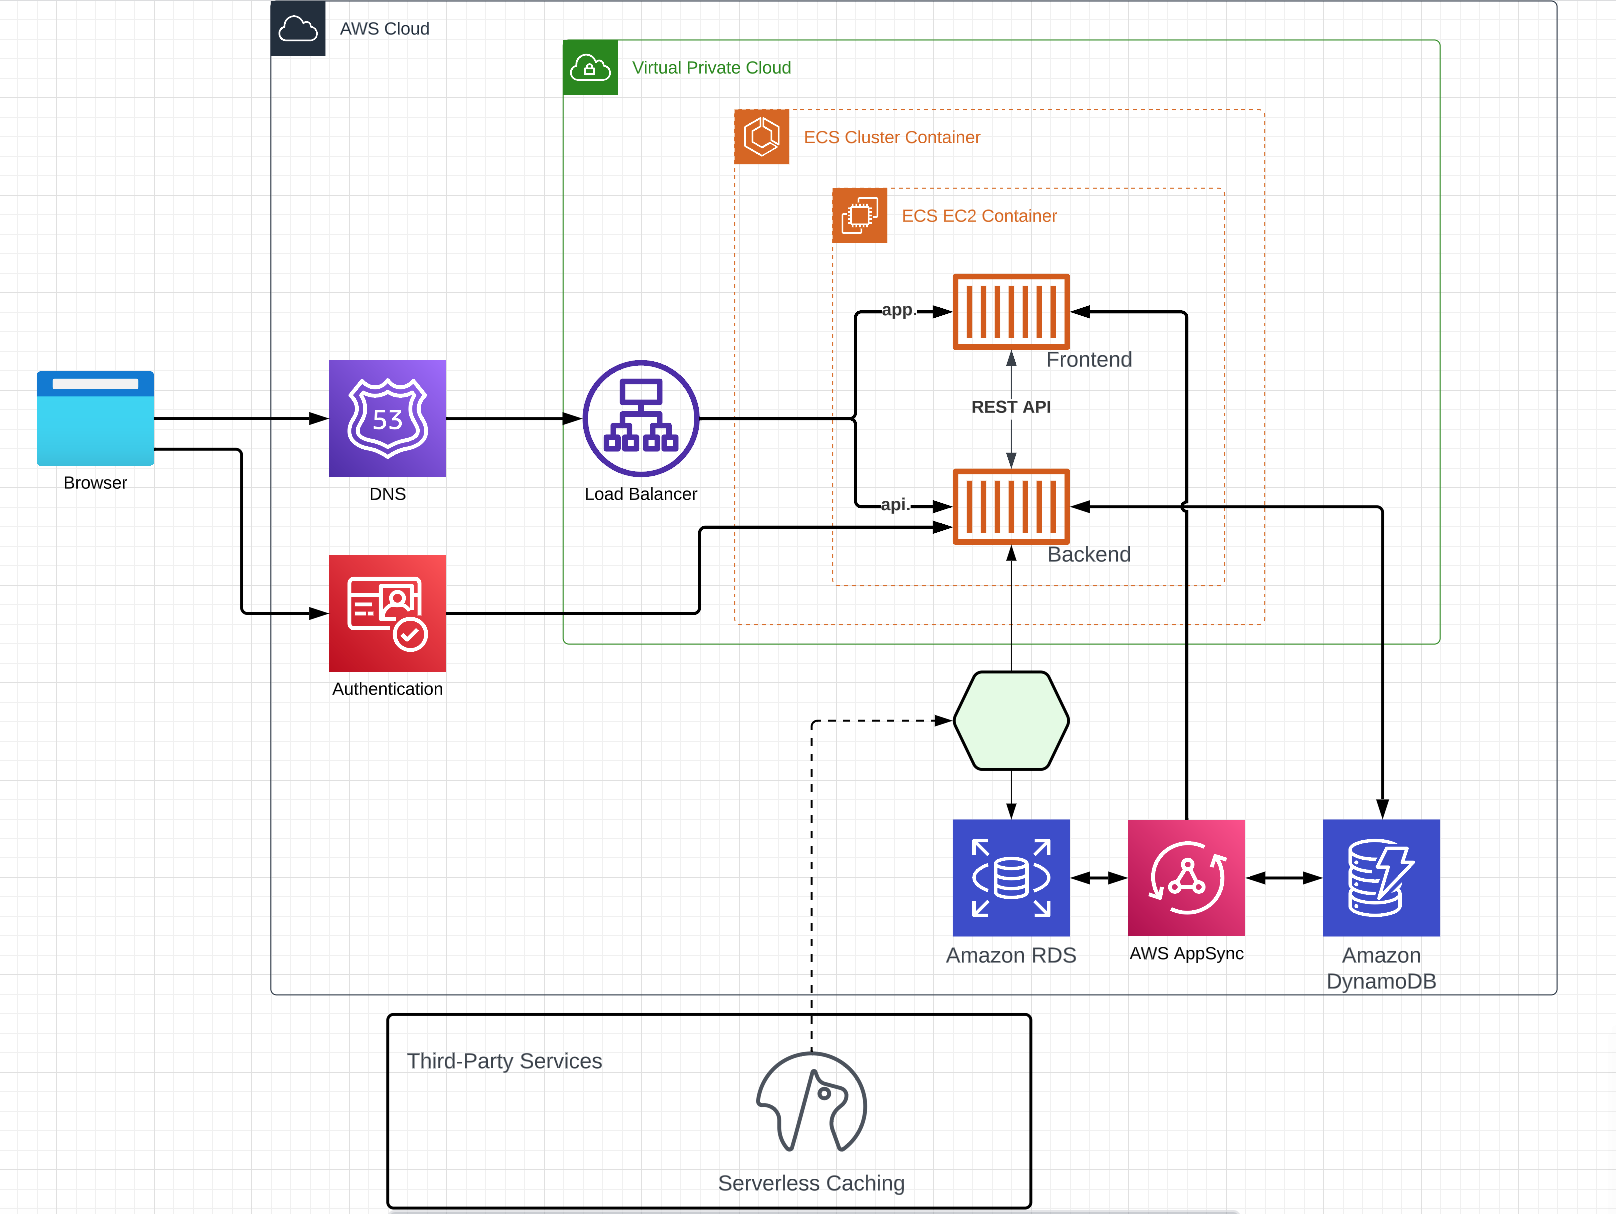 AWS Cloud
Virtual Private Cloud
ECS Cluster Container
ECS EC2 Container
app.
Frontend
REST API
53
Browser
DNS
Load Balancer
api.
Backend
Authentication
Amazon RDS
AWS AppSync
Amazon
DynamoDB
Third-Party Services
Serverless Caching